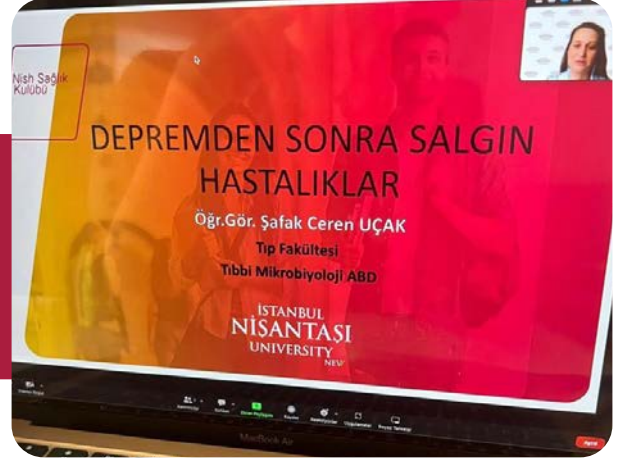 Nish Sağlık
Kulübü
DEPREMDEN SONRA SALGIN
HASTALIKLAR
Öğr.Gör. Şafak Ceren UÇAK
Tıp Fakültesi
Tıbbi Mikrobiyoloji ABD
İSTANBUL
NİŞANTAŞI
UNIVERSITY
NEW
MacBook Air